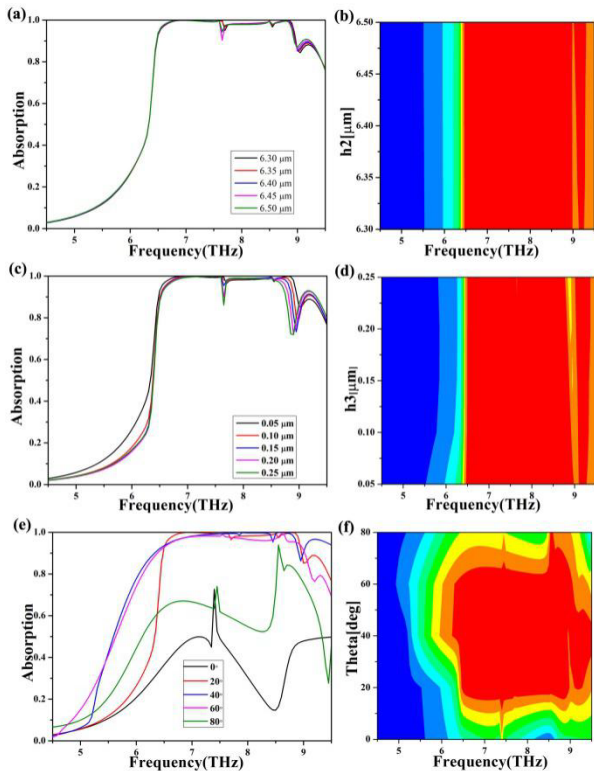 (a)
Absorption
1.0
0.8
0.6
0.4
0.2
0.0
6.30 μm
6.35 μm
6.40 μm
6.45 μm
6.50 μm
5 6 7 8 9
Frequency(THz)
(b)
h2[μm]
6.50
6.45
6.40
6.35
6.30
5 6 7 8 9
Frequency(THz)
(c)
Absorption
1.0
0.8
0.6
0.4
0.2
0.0
0.05 μm
0.10 μm
0.15 μm
0.20 μm
0.25 μm
5 6 7 8 9
Frequency(THz)
(d)
h3[μm]
0.25
0.20
0.15
0.10
0.05
5 6 7 8 9
Frequency(THz)
(e)
Absorption
1.0
0.8
0.6
0.4
0.2
0.0
0°
20°
40°
60°
80°
5 6 7 8 9
Frequency(THz)
(f)
Theta[deg]
80
60
40
20
0
5 6 7 8 9
Frequency(THz)